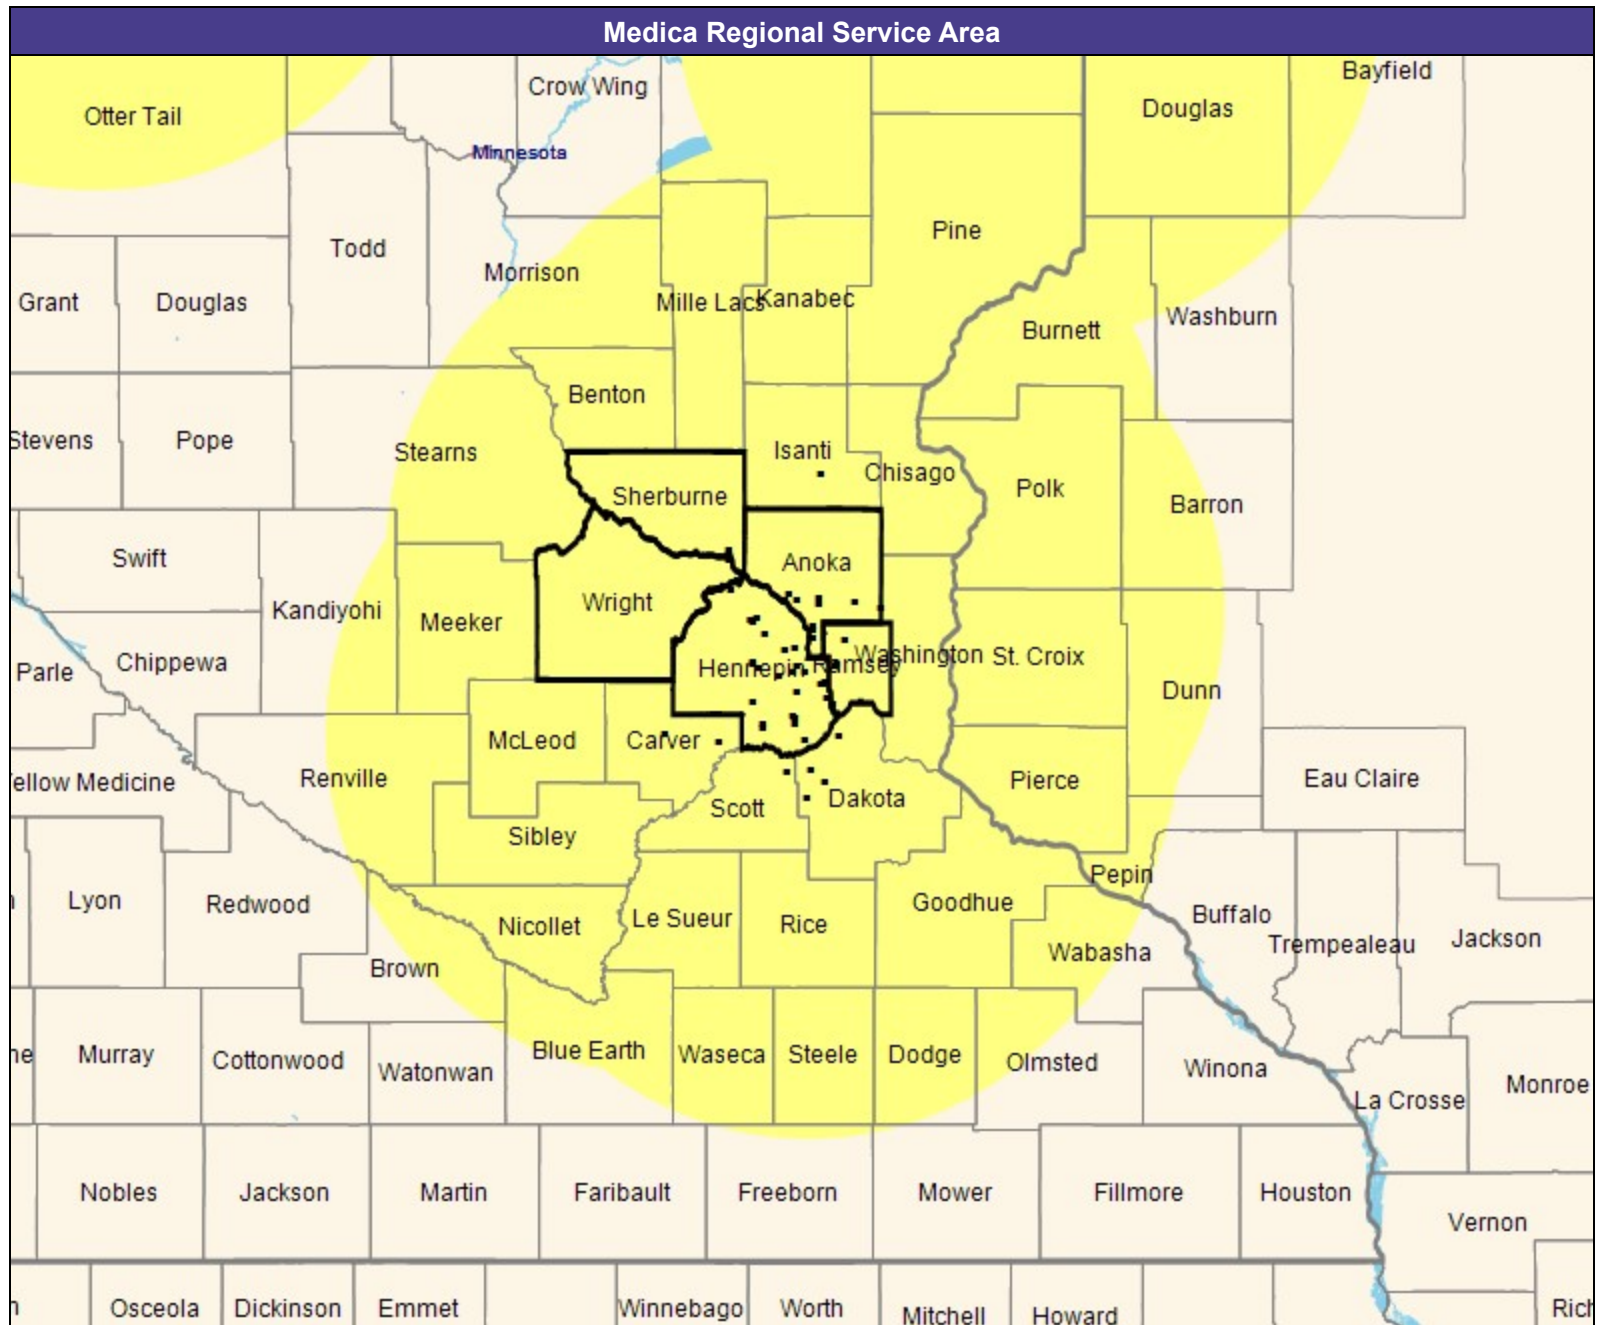 Medica Regional Service Area
Bayfield
Crow Wing
Otter Tail
Douglas
Minnesota
Pine
Todd
Morrison
Grant
Douglas
Mille Lacs
Kanabec
Washburn
Burnett
Benton
Stevens
Pope
Stearns
Isanti
Chisago
Sherburne
Polk
Barron
Swift
Anoka
Wright
Kandiyohi
Meeker
Washington
St. Croix
Chippewa
Parle
Hennepin
Ramsey
Dunn
McLeod
Carver
Renville
Yellow Medicine
Pierce
Eau Claire
Scott
Dakota
Sibley
Pepin
Lyon
Redwood
Goodhue
Buffalo
Nicollet
Le Sueur
Rice
Trempealeau
Jackson
Wabasha
Brown
ne
Murray
Cottonwood
Watonwan
Blue Earth
Waseca
Steele
Dodge
Olmsted
Winona
Monroe
La Crosse
Nobles
Jackson
Martin
Faribault
Freeborn
Mower
Fillmore
Houston
Vernon
n
Osceola
Dickinson
Emmet
Winnebago
Worth
Mitchell
Howard
Rich